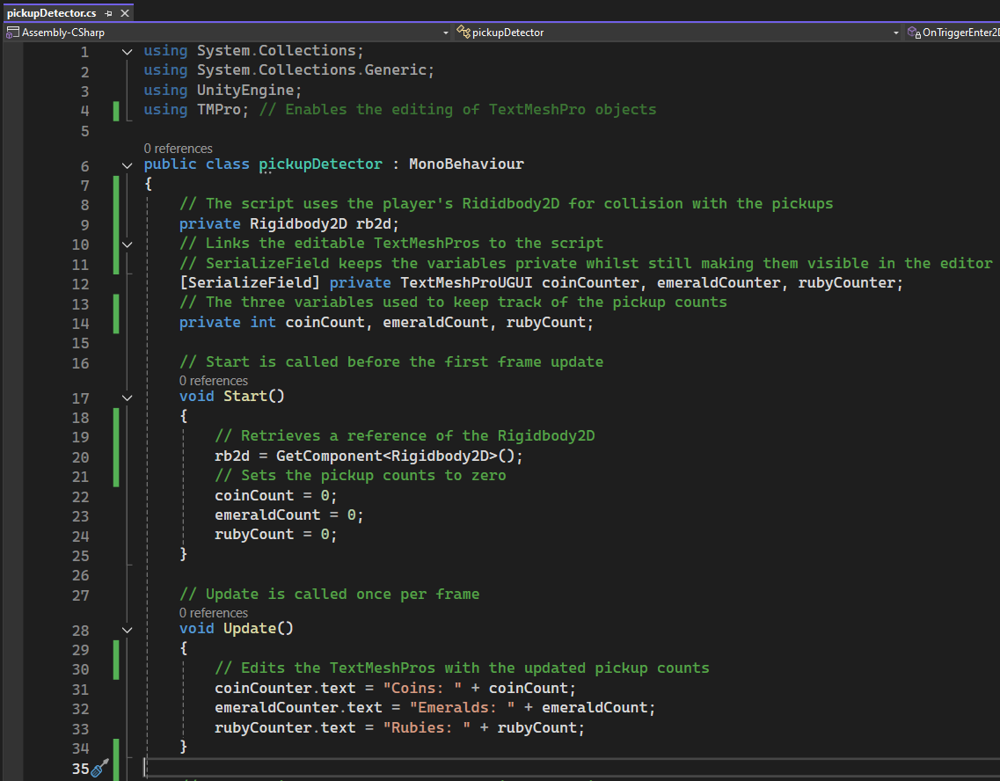 pickupDetector.cs
Assembly-CSharp pickupDetector OnTriggerEnter2D
1 using System.Collections;
2 using System.Collections.Generic;
3 using UnityEngine;
4 using TMPro; // Enables the editing of TextMeshPro objects
5
0 references
6 public class pickupDetector : MonoBehaviour
7 {
8 // The script uses the player's Rididbody2D for collision with the pickups
9 private Rigidbody2D rb2d;
10 // Links the editable TextMeshPros to the script
11 // SerializeField keeps the variables private whilst still making them visible in the editor
12 [SerializeField] private TextMeshProUGUI coinCounter, emeraldCounter, rubyCounter;
13 // The three variables used to keep track of the pickup counts
14 private int coinCount, emeraldCount, rubyCount;
15
16 // Start is called before the first frame update
0 references
17 void Start()
18 {
19 // Retrieves a reference of the Rigidbody2D
20 rb2d = GetComponent<Rigidbody2D>();
21 // Sets the pickup counts to zero
22 coinCount = 0;
23 emeraldCount = 0;
24 rubyCount = 0;
25 }
26
27 // Update is called once per frame
0 references
28 void Update()
29 {
30 // Edits the TextMeshPros with the updated pickup counts
31 coinCounter.text = "Coins: " + coinCount;
32 emeraldCounter.text = "Emeralds: " + emeraldCount;
33 rubyCounter.text = "Rubies: " + rubyCount;
34 }
35